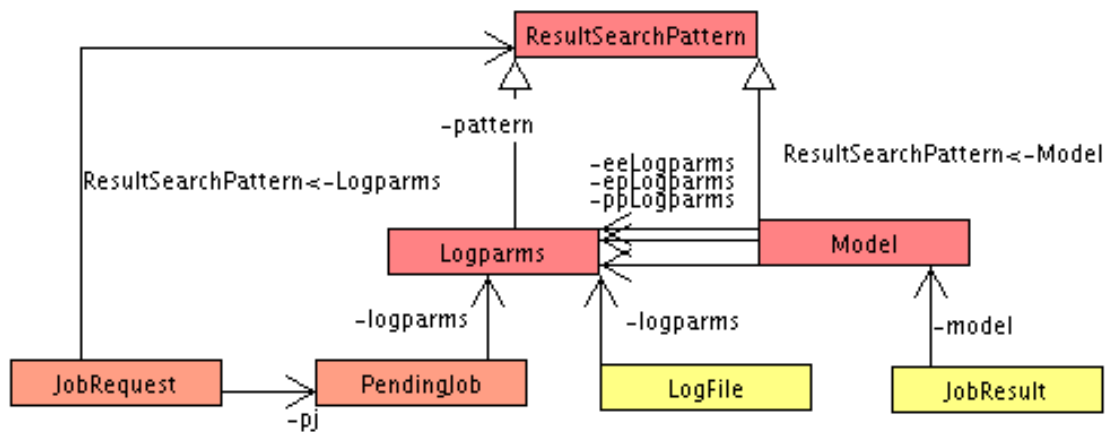 ResultSearchPattern
-pattern
ResultSearchPattern<-Logparms
-eeLogparms
-epLogparms
-ppLogparms
ResultSearchPattern<-Model
Logparms
Model
-logparms
-logparms
-model
JobRequest
PendingJob
LogFile
JobResult
-pj